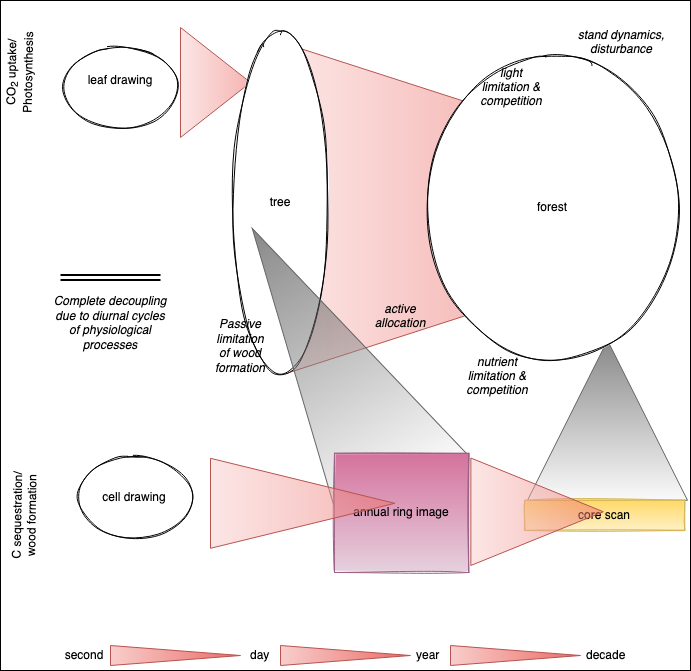 CO2 uptake/
Photosynthesis
leaf drawing
tree
stand dynamics,
disturbance
light
limitation &
competition
forest
Complete decoupling
due to diurnal cycles
of physiological
processes
Passive
limitation
of wood
formation
active
allocation
nutrient
limitation &
competition
C sequestration/
wood formation
cell drawing
annual ring image
core scan
second
day
year
decade